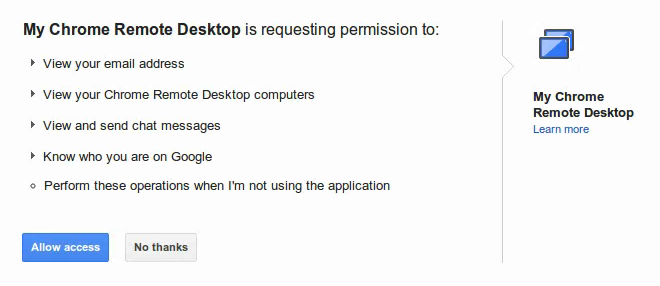 My Chrome Remote Desktop is requesting permission to:
View your email address
View your Chrome Remote Desktop computers
View and send chat messages
Know who you are on Google
Perform these operations when I'm not using the application
Allow access
No thanks
My Chrome
Remote Desktop
Learn more